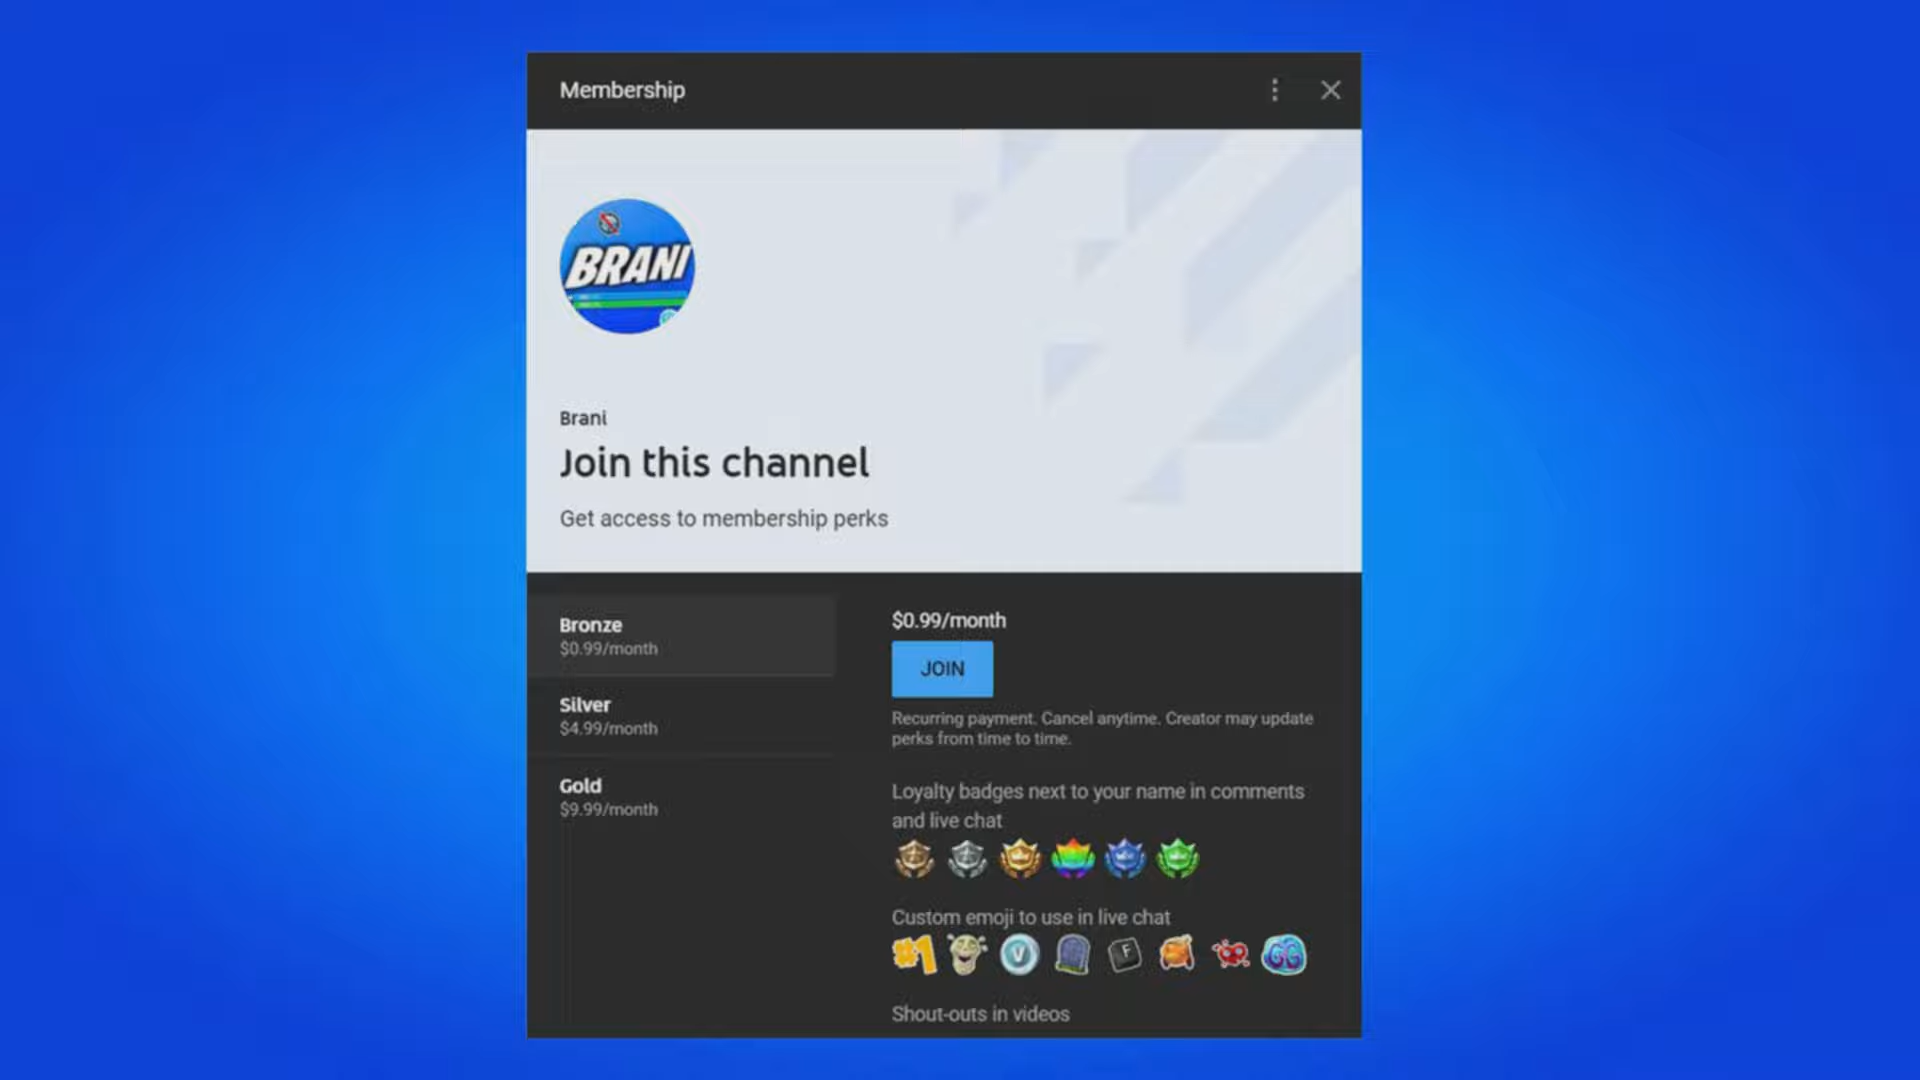 Membership
BRANI
Brani
Join this channel
Get access to membership perks
Bronze
$0.99/month
Silver
$4.99/month
Gold
$9.99/month
$0.99/month
JOIN
Recurring payment. Cancel anytime. Creator may update
perks from time to time.
Loyalty badges next to your name in comments
and live chat
Custom emoji to use in live chat
#1 V F GG
Shout-outs in videos